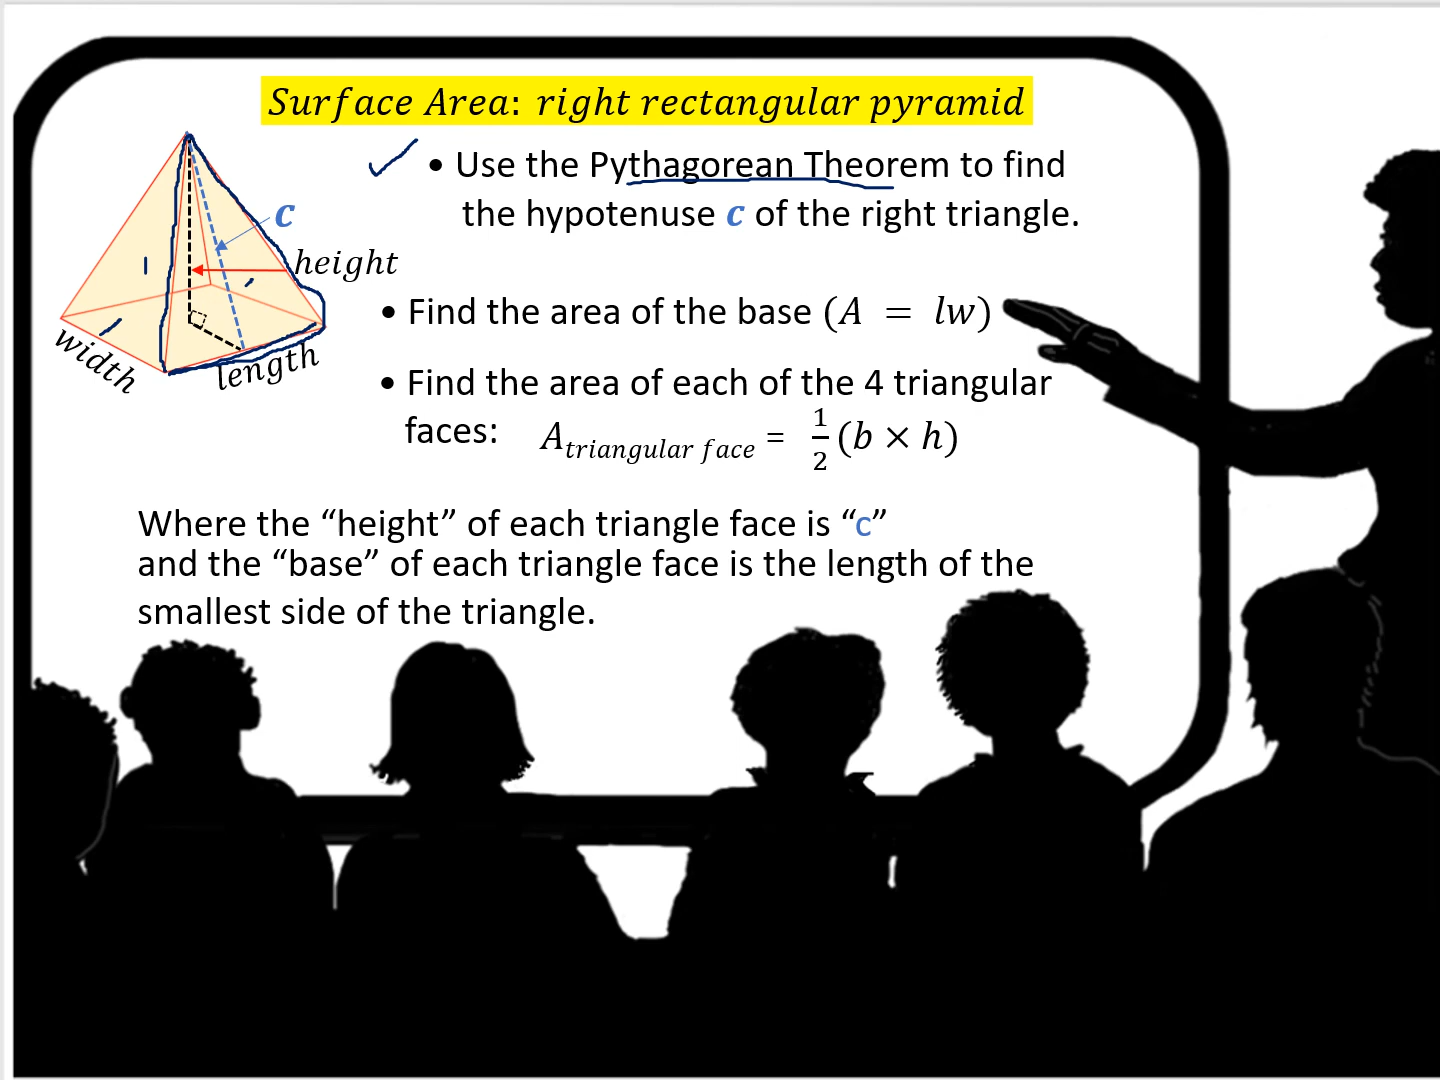 Surface Area: right rectangular pyramid
• Use the Pythagorean Theorem to find
the hypotenuse c of the right triangle.
c
height
width
length
• Find the area of the base (A = lw)
• Find the area of each of the 4 triangular
faces: A_triangular face = 1/2 (b × h)
Where the “height” of each triangle face is “c”
and the “base” of each triangle face is the length of the
smallest side of the triangle.